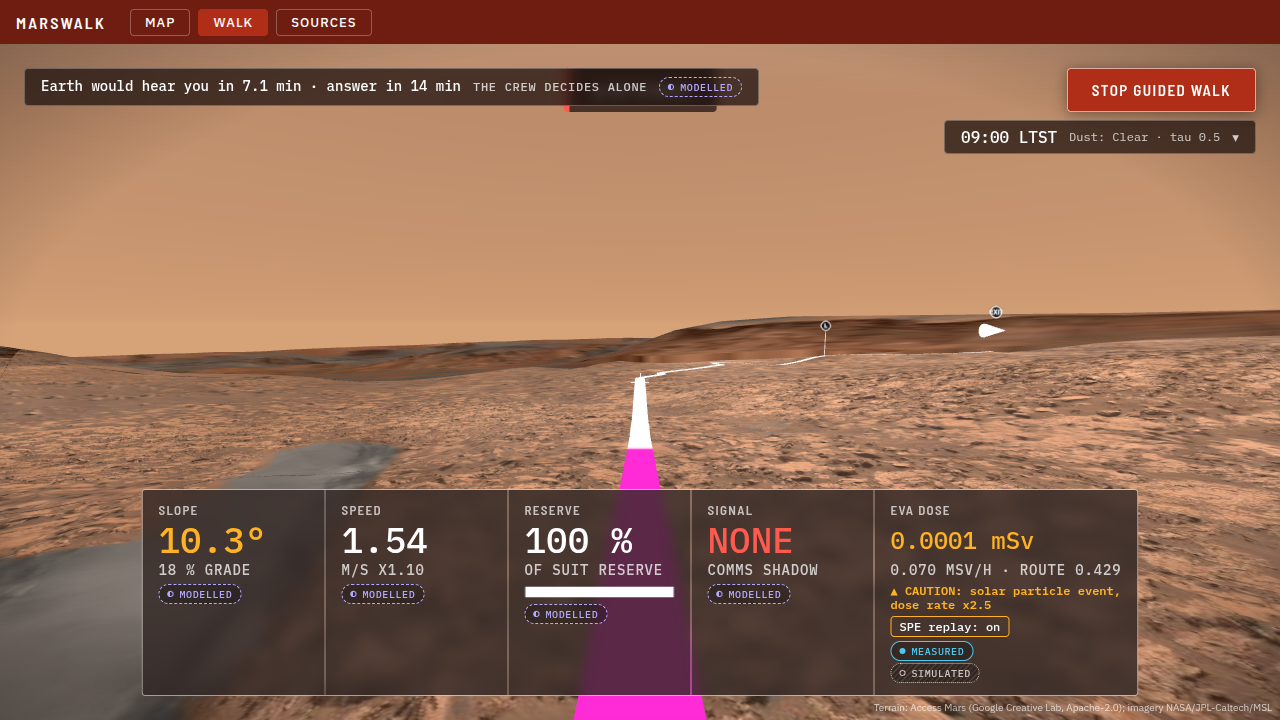 MARSWALK
MAP
WALK
SOURCES
Earth would hear you in 7.1 min · answer in 14 min THE CREW DECIDES ALONE ◐ MODELLED
STOP GUIDED WALK
09:00 LTST Dust: Clear · tau 0.5 ▼
SLOPE
10.3°
18 % GRADE
◐ MODELLED
SPEED
1.54
M/S X1.10
◐ MODELLED
RESERVE
100 %
OF SUIT RESERVE
◐ MODELLED
SIGNAL
NONE
COMMS SHADOW
◐ MODELLED
EVA DOSE
0.0001 mSv
0.070 MSV/H · ROUTE 0.429
▲ CAUTION: solar particle event,
dose rate x2.5
SPE replay: on
● MEASURED
○ SIMULATED
Terrain: Access Mars (Google Creative Lab, Apache-2.0); imagery NASA/JPL-Caltech/MSL